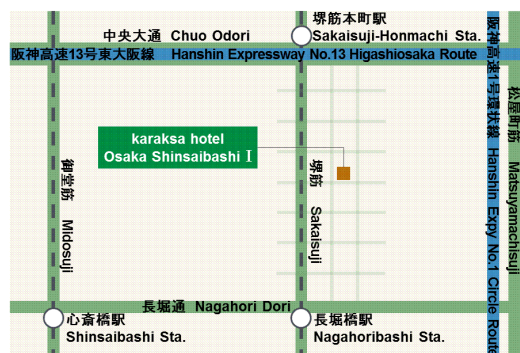 堺筋本町駅
中央大通 Chuo Odori
Sakaisuji-Honmachi Sta.
阪神高速13号東大阪線 Hanshin Expressway No.13 Higashiosaka Route
阪神高速1号環状線 Hanshin Expy No.1 Circle Route
松屋町筋 Matsuyamachisuji
karaksa hotel
Osaka Shinsaibashi I
御堂筋 Midosuji
堺筋 Sakaisuji
長堀通 Nagahori Dori
心斎橋駅
Shinsaibashi Sta.
長堀橋駅
Nagahoribashi Sta.